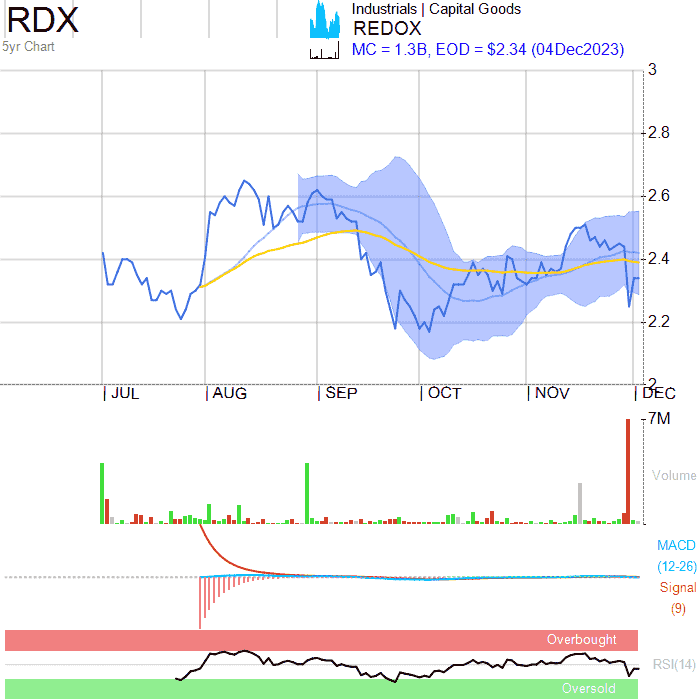 RDX
5yr Chart
Industrials | Capital Goods
REDOX
MC = 1.3B, EOD = $2.34 (04Dec2023)
3
2.8
2.6
2.4
2.2
2
JUL AUG SEP OCT NOV DEC
7M
Volume
MACD
(12-26)
Signal
(9)
Overbought
RSI(14)
Oversold